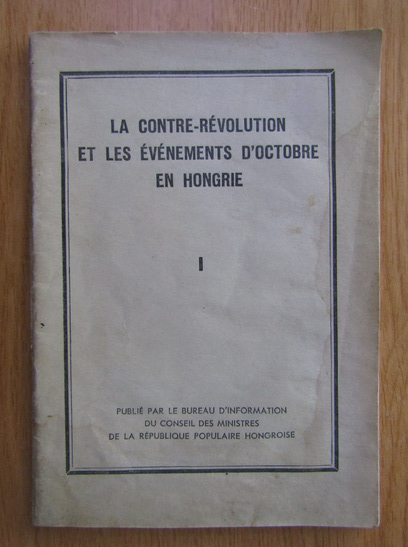 LA CONTRE-RÉVOLUTION
ET LES ÉVÉNEMENTS D'OCTOBRE
EN HONGRIE
I
PUBLIÉ PAR LE BUREAU D'INFORMATION
DU CONSEIL DES MINISTRES
DE LA RÉPUBLIQUE POPULAIRE HONGROISE